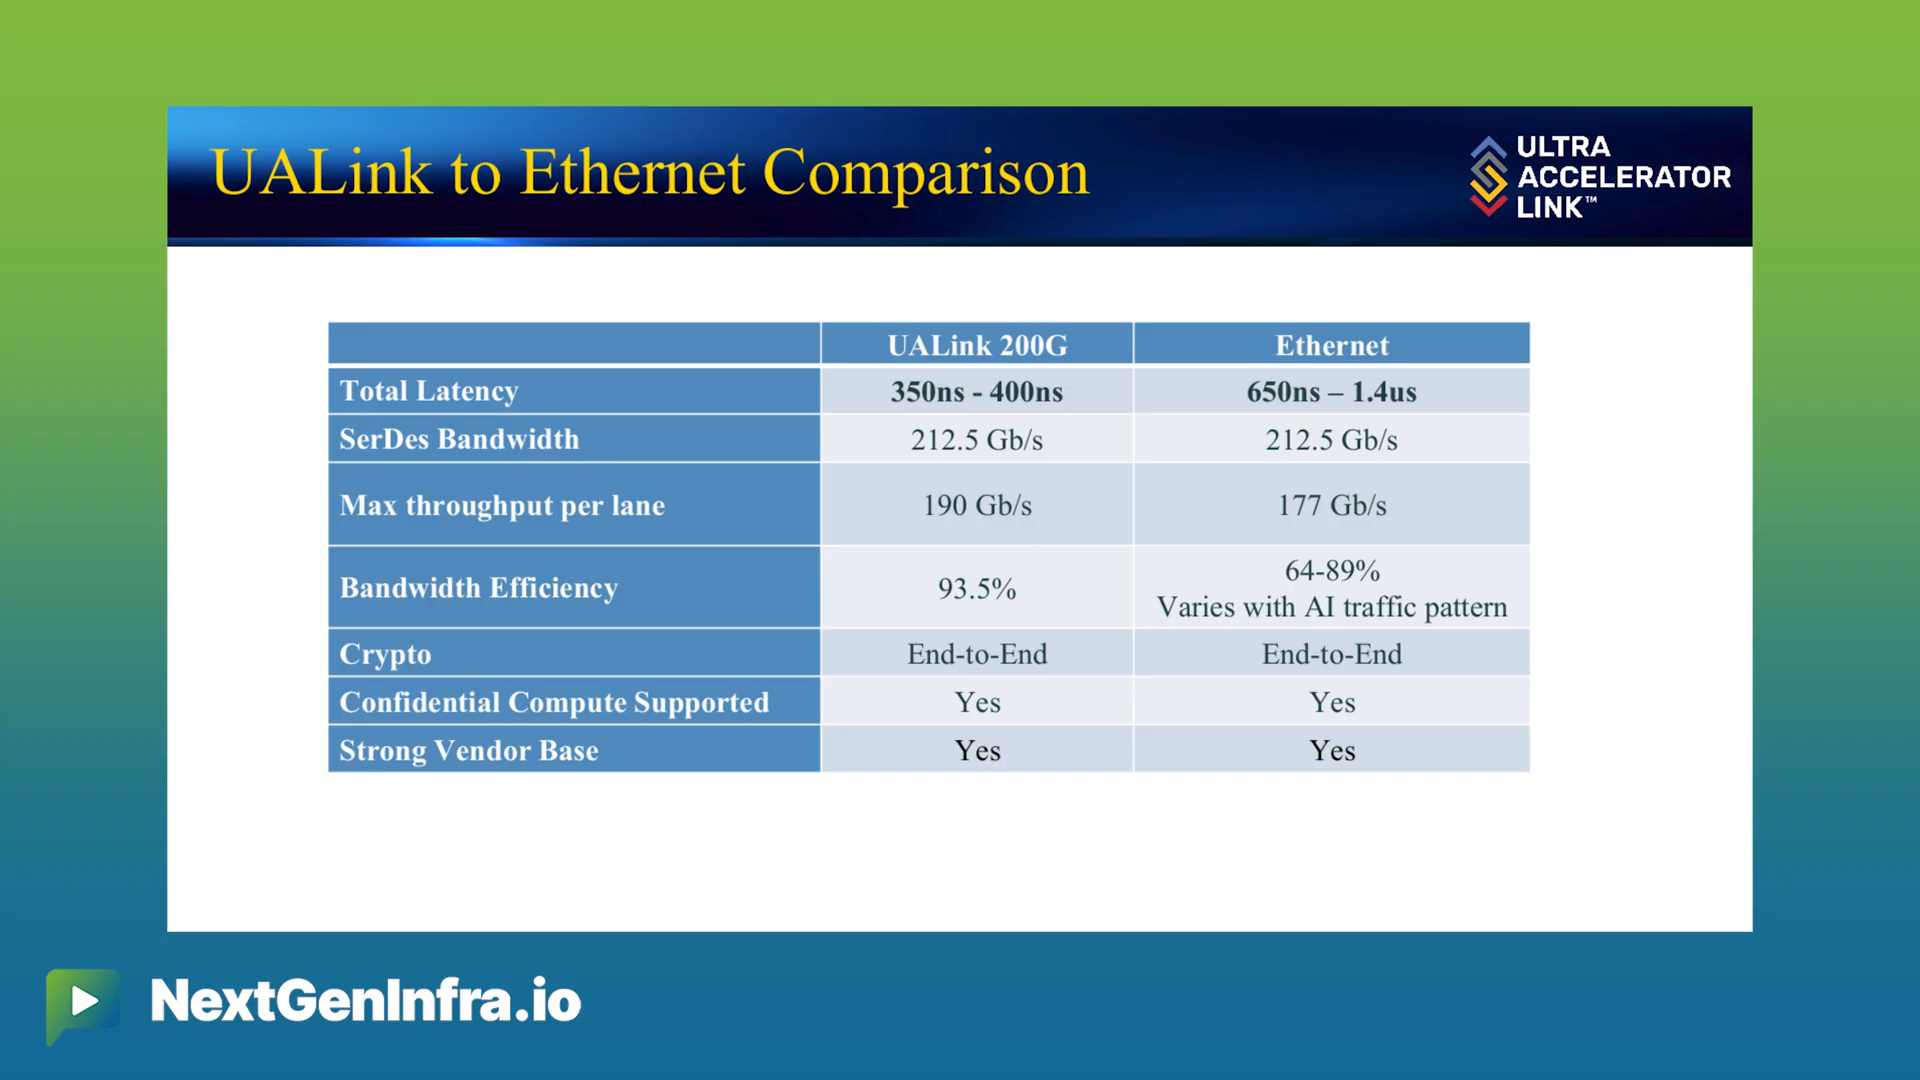 UALink to Ethernet Comparison
ULTRA
ACCELERATOR
LINK™
UALink 200G Ethernet
Total Latency 350ns - 400ns 650ns – 1.4us
SerDes Bandwidth 212.5 Gb/s 212.5 Gb/s
Max throughput per lane 190 Gb/s 177 Gb/s
Bandwidth Efficiency 93.5% 64-89%
Varies with AI traffic pattern
Crypto End-to-End End-to-End
Confidential Compute Supported Yes Yes
Strong Vendor Base Yes Yes
NextGenInfra.io